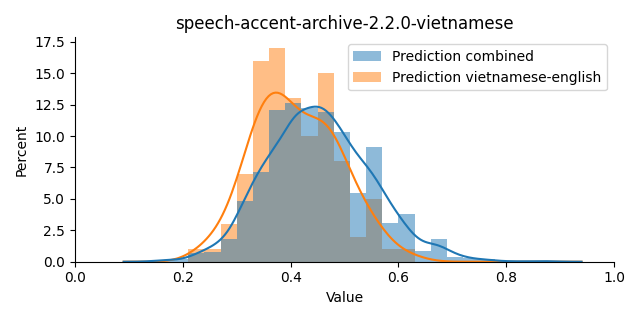 speech-accent-archive-2.2.0-vietnamese
Prediction combined
Prediction vietnamese-english
Percent
17.5
15.0
12.5
10.0
7.5
5.0
2.5
0.0
0.0 0.2 0.4 0.6 0.8 1.0
Value